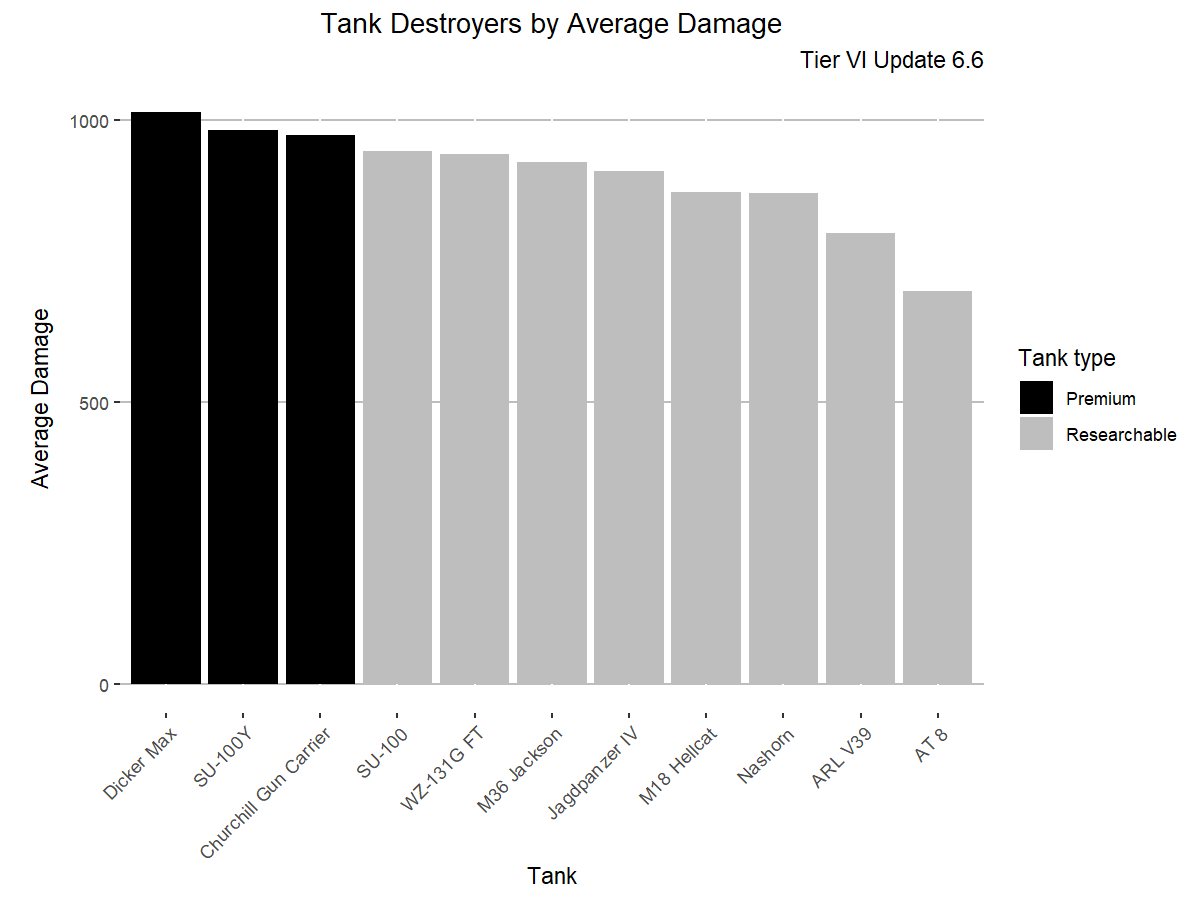 Tank Destroyers by Average Damage
Tier VI Update 6.6
Average Damage
1000
500
0
Dicker Max
SU-100Y
Churchill Gun Carrier
SU-100
WZ-131G FT
M36 Jackson
Jagdpanzer IV
M18 Hellcat
Nashorn
ARL V39
AT 8
Tank
Tank type
Premium
Researchable